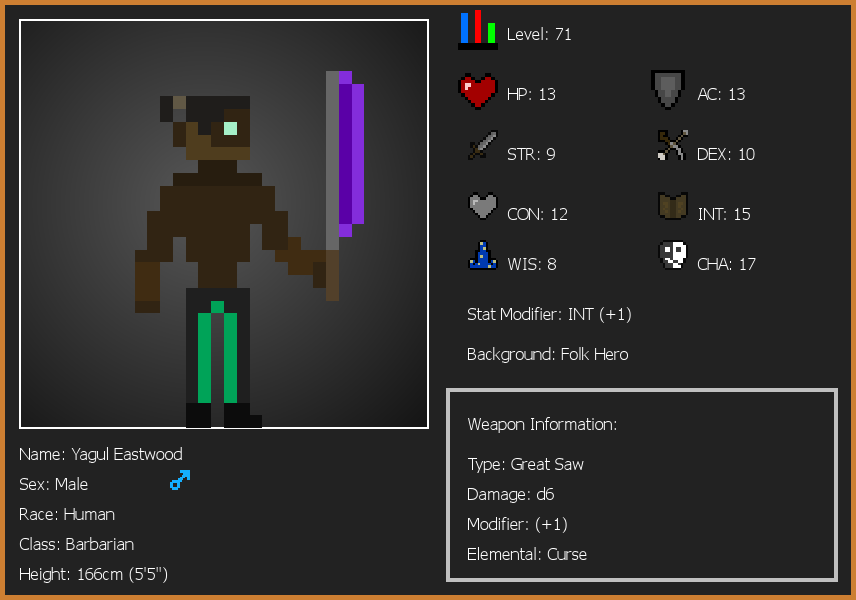 Level: 71
HP: 13
AC: 13
STR: 9
DEX: 10
CON: 12
INT: 15
WIS: 8
CHA: 17
Stat Modifier: INT (+1)
Background: Folk Hero
Weapon Information:
Type: Great Saw
Damage: d6
Modifier: (+1)
Elemental: Curse
Name: Yagul Eastwood
Sex: Male
Race: Human
Class: Barbarian
Height: 166cm (5'5")